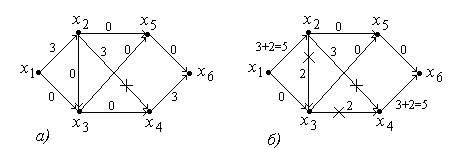 x2 0 x5
3 3 0 0
x1 0 x6
0 0 3
x3 x4
а)
x2 0 x5
3+2=5 3 0 0
x1 2 x6
0 2 3+2=5
x3 x4
б)